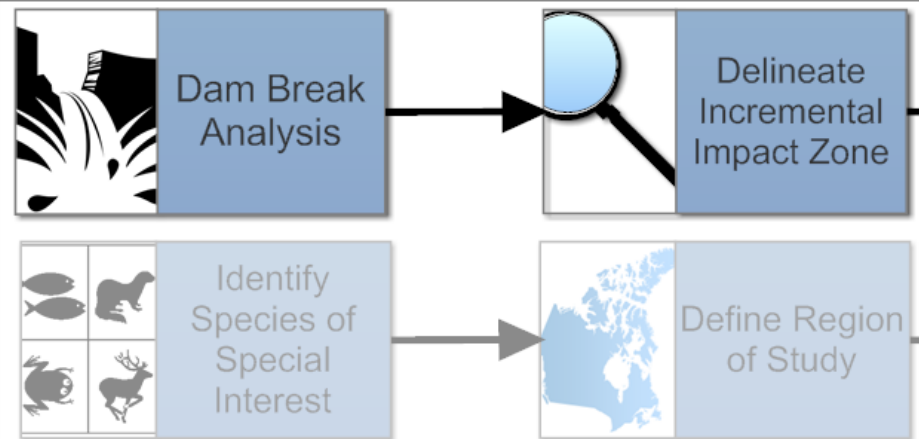 Dam Break
Analysis
Delineate
Incremental
Impact Zone
Identify
Species of
Special
Interest
Define Region
of Study